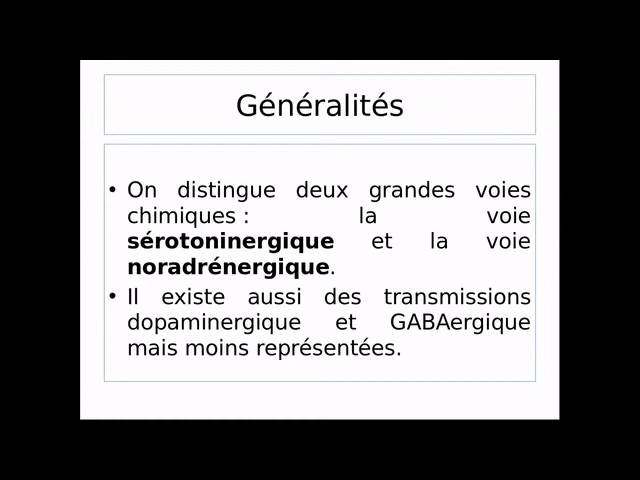 Généralités
• On distingue deux grandes voies
chimiques : la voie
sérotoninergique et la voie
noradrénergique.
• Il existe aussi des transmissions
dopaminergique et GABAergique
mais moins représentées.